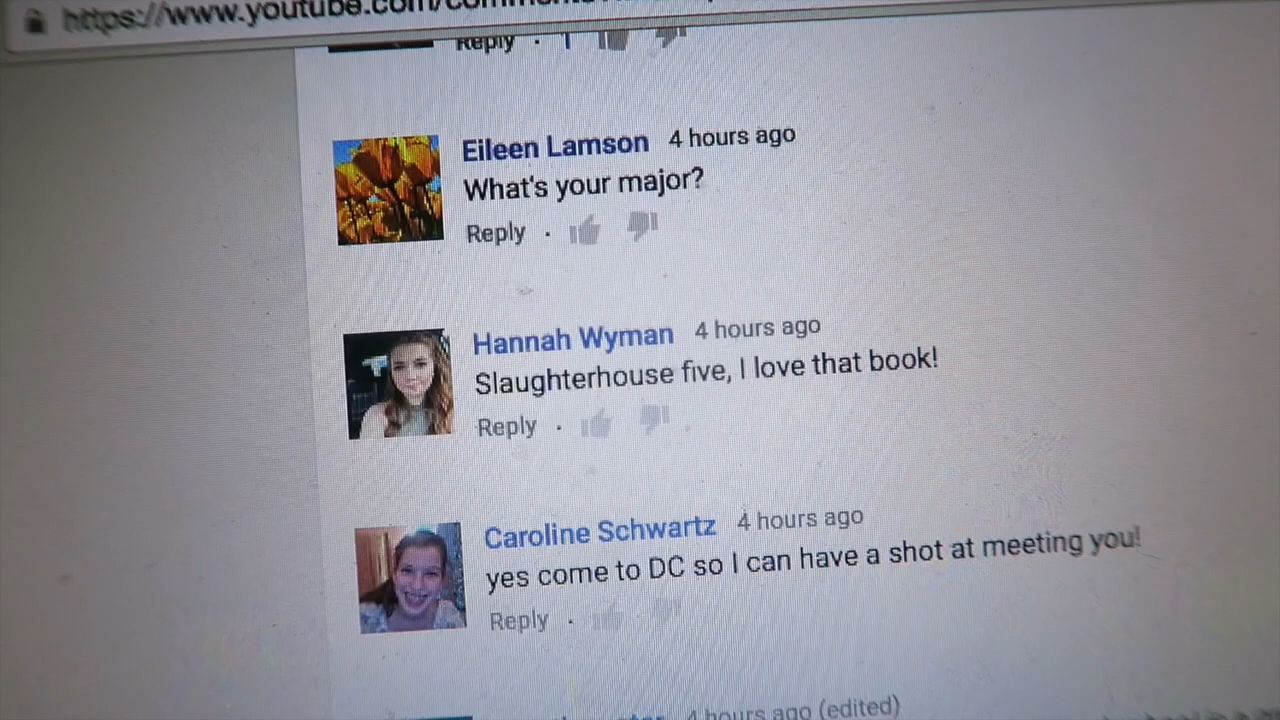 https://www.youtube.com/comments
Reply · 1
Eileen Lamson 4 hours ago
What's your major?
Reply ·
Hannah Wyman 4 hours ago
Slaughterhouse five, I love that book!
Reply ·
Caroline Schwartz 4 hours ago
yes come to DC so I can have a shot at meeting you!
Reply ·
4 hours ago (edited)